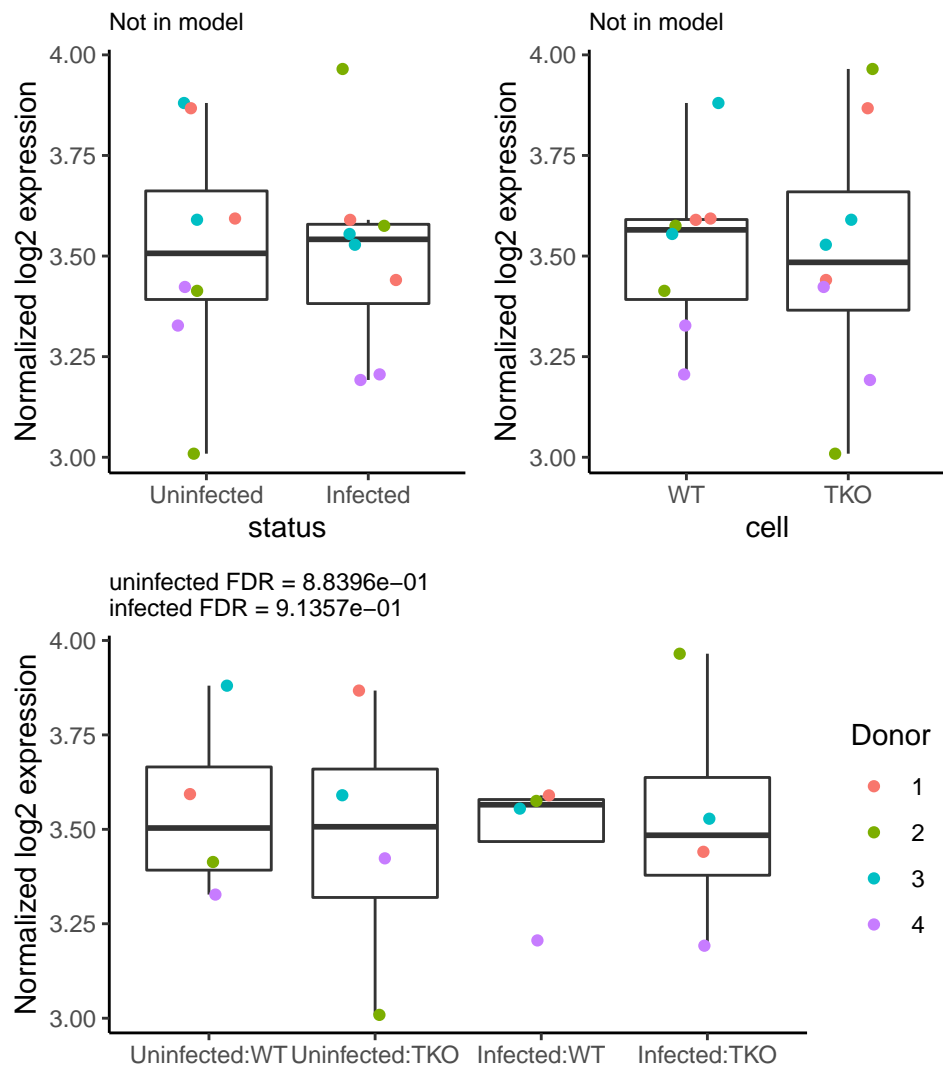 Not in model
Normalized log2 expression
4.00
3.75
3.50
3.25
3.00
Uninfected
Infected
status
Not in model
Normalized log2 expression
4.00
3.75
3.50
3.25
3.00
WT
TKO
cell
uninfected FDR = 8.8396e−01
infected FDR = 9.1357e−01
Normalized log2 expression
4.00
3.75
3.50
3.25
3.00
Uninfected:WT
Uninfected:TKO
Infected:WT
Infected:TKO
Donor
1
2
3
4